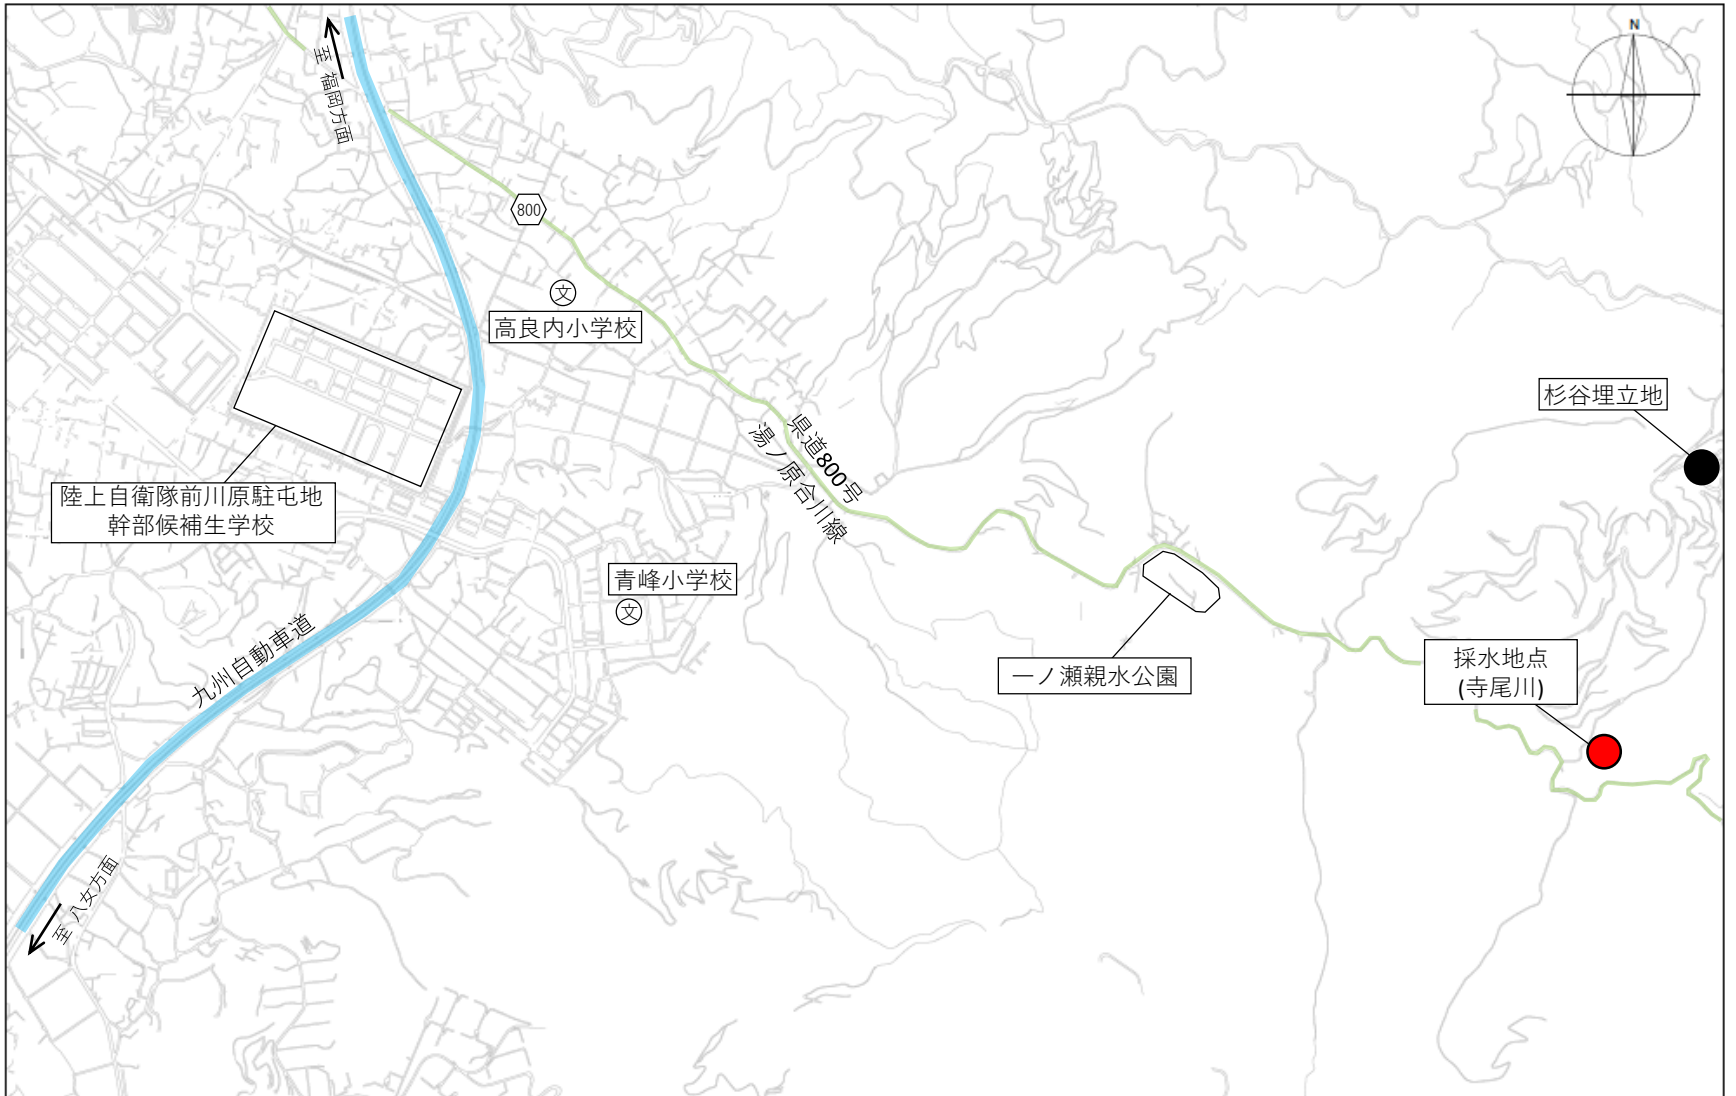 N
至 福岡方面
800
文
高良内小学校
杉谷埋立地
県道800号
湯ノ原合川線
陸上自衛隊前川原駐屯地
幹部候補生学校
青峰小学校
文
九州自動車道
一ノ瀬親水公園
採水地点
(寺尾川)
至 八女方面